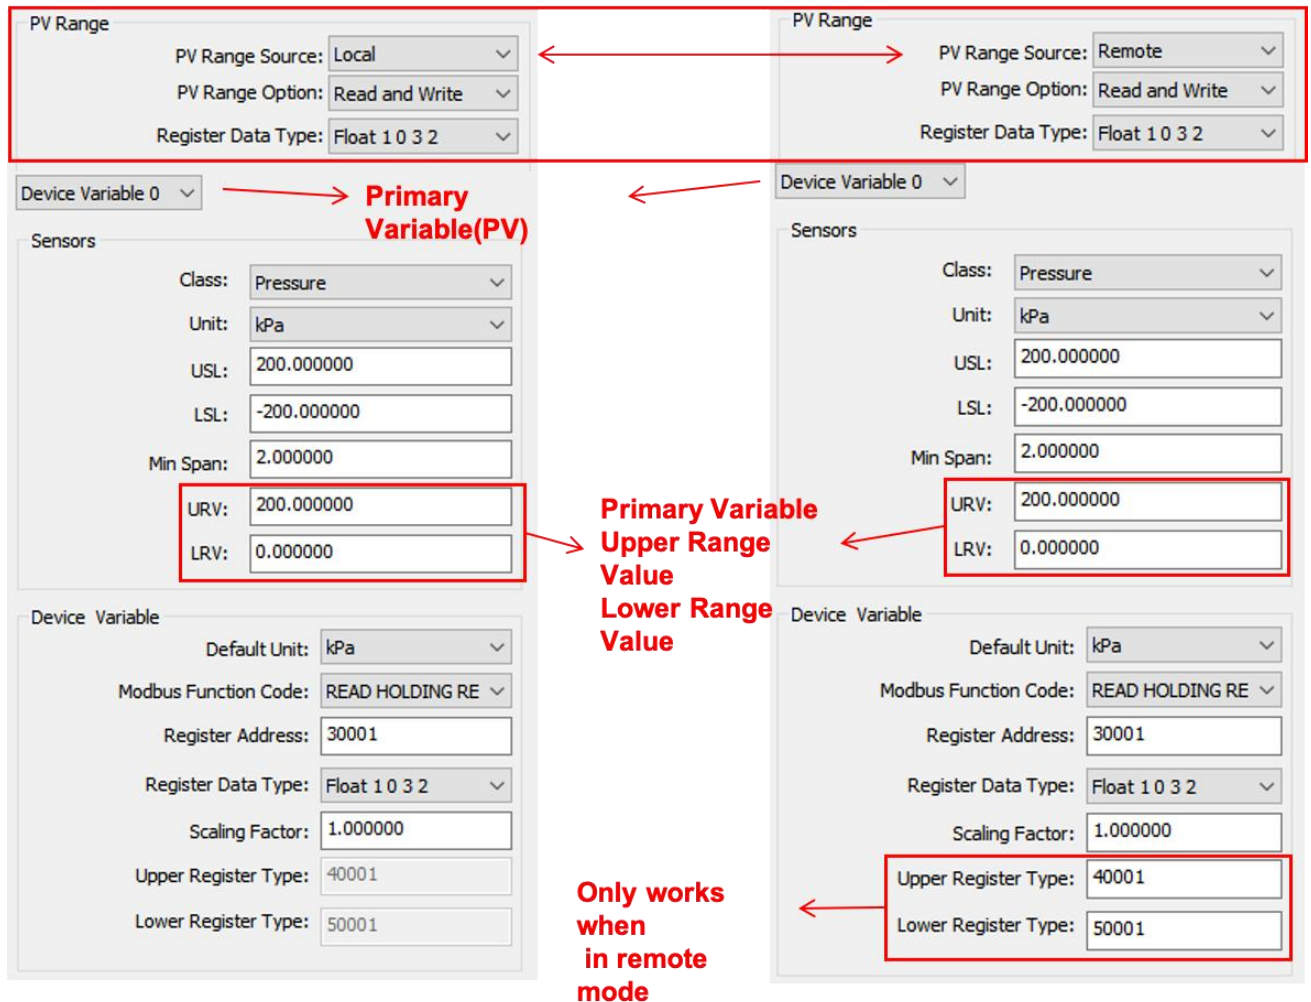 PV Range
PV Range Source: Local
PV Range Option: Read and Write
Register Data Type: Float 1 0 3 2
Device Variable 0
Sensors
Class: Pressure
Unit: kPa
USL: 200.000000
LSL: -200.000000
Min Span: 2.000000
URV: 200.000000
LRV: 0.000000
Device Variable
Default Unit: kPa
Modbus Function Code: READ HOLDING RE
Register Address: 30001
Register Data Type: Float 1 0 3 2
Scaling Factor: 1.000000
Upper Register Type: 40001
Lower Register Type: 50001
Primary
Variable(PV)
Primary Variable
Upper Range
Value
Lower Range
Value
Only works
when
in remote
mode
PV Range
PV Range Source: Remote
PV Range Option: Read and Write
Register Data Type: Float 1 0 3 2
Device Variable 0
Sensors
Class: Pressure
Unit: kPa
USL: 200.000000
LSL: -200.000000
Min Span: 2.000000
URV: 200.000000
LRV: 0.000000
Device Variable
Default Unit: kPa
Modbus Function Code: READ HOLDING RE
Register Address: 30001
Register Data Type: Float 1 0 3 2
Scaling Factor: 1.000000
Upper Register Type: 40001
Lower Register Type: 50001